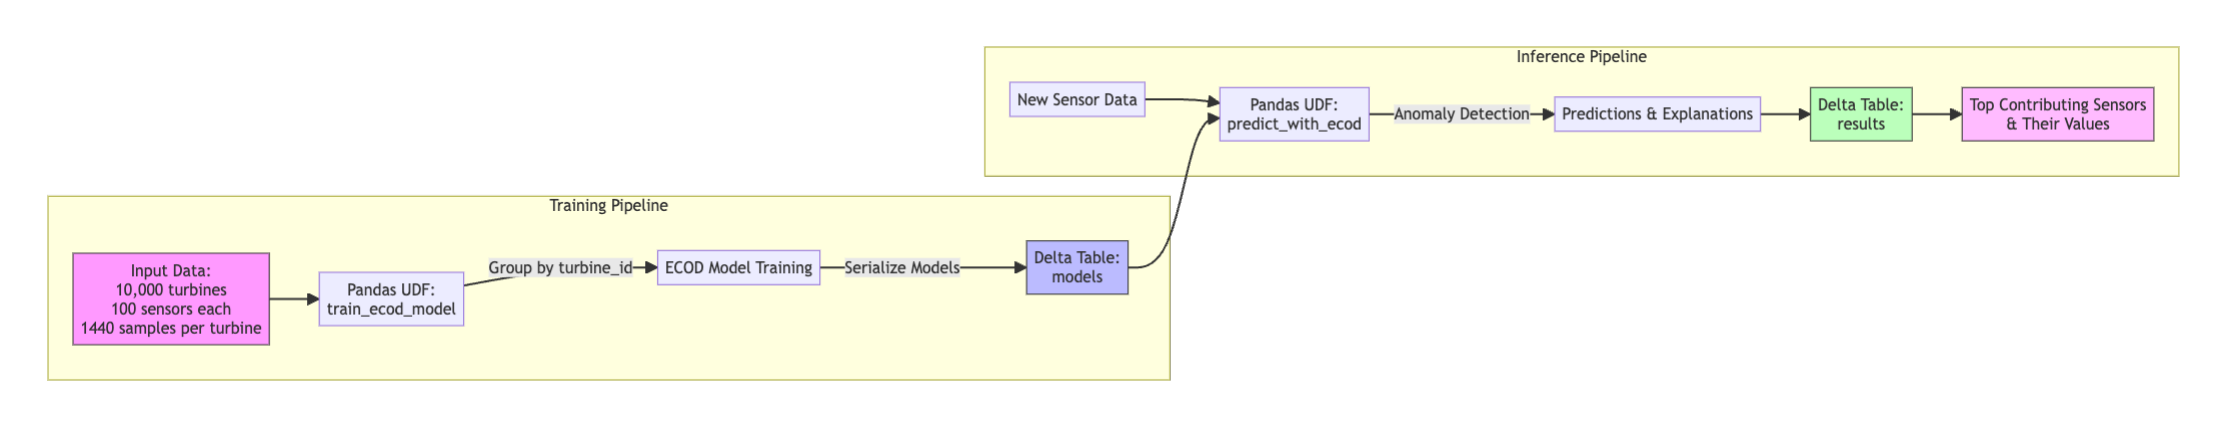 Inference Pipeline
New Sensor Data
Pandas UDF:
predict_with_ecod
Anomaly Detection
Predictions & Explanations
Delta Table:
results
Top Contributing Sensors
& Their Values
Training Pipeline
Input Data:
10,000 turbines
100 sensors each
1440 samples per turbine
Pandas UDF:
train_ecod_model
Group by turbine_id
ECOD Model Training
Serialize Models
Delta Table:
models